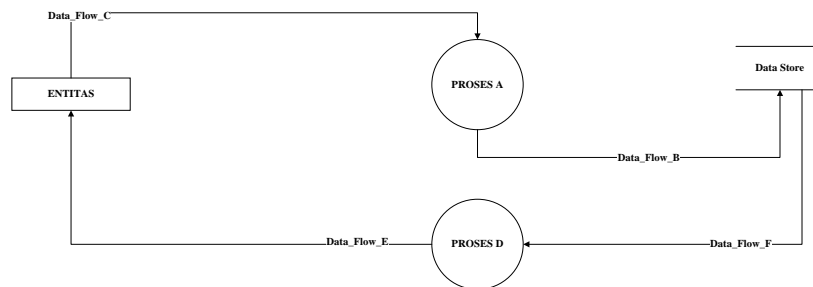 Data_Flow_C
PROSES A
Data Store
ENTITAS
Data_Flow_B
Data_Flow_E
PROSES D
Data_Flow_F